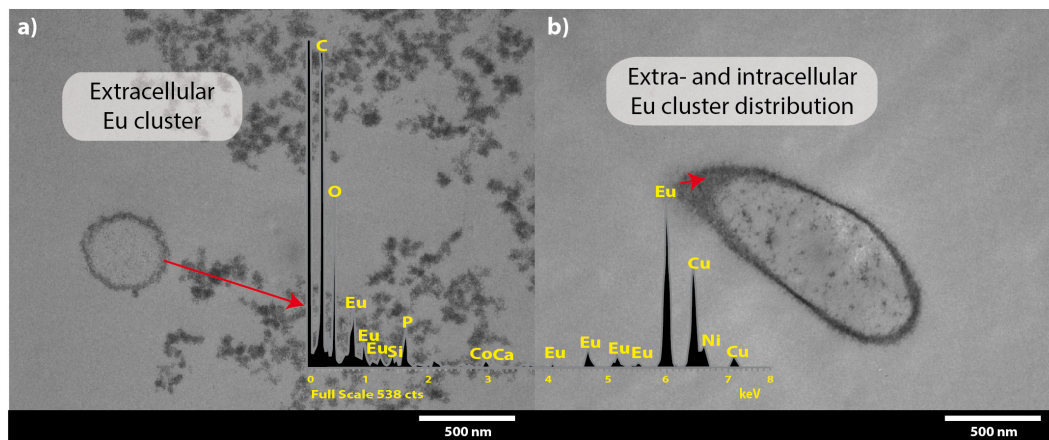 a)
Extracellular
Eu cluster
b)
Extra- and intracellular
Eu cluster distribution
C
O
Eu
Eu
Eu
Si
P
Co
Ca
Eu
Eu
Eu
Eu
Eu
Cu
Ni
Cu
0 1 2 3 4 5 6 7 8
Full Scale 538 cts
keV
500 nm
500 nm